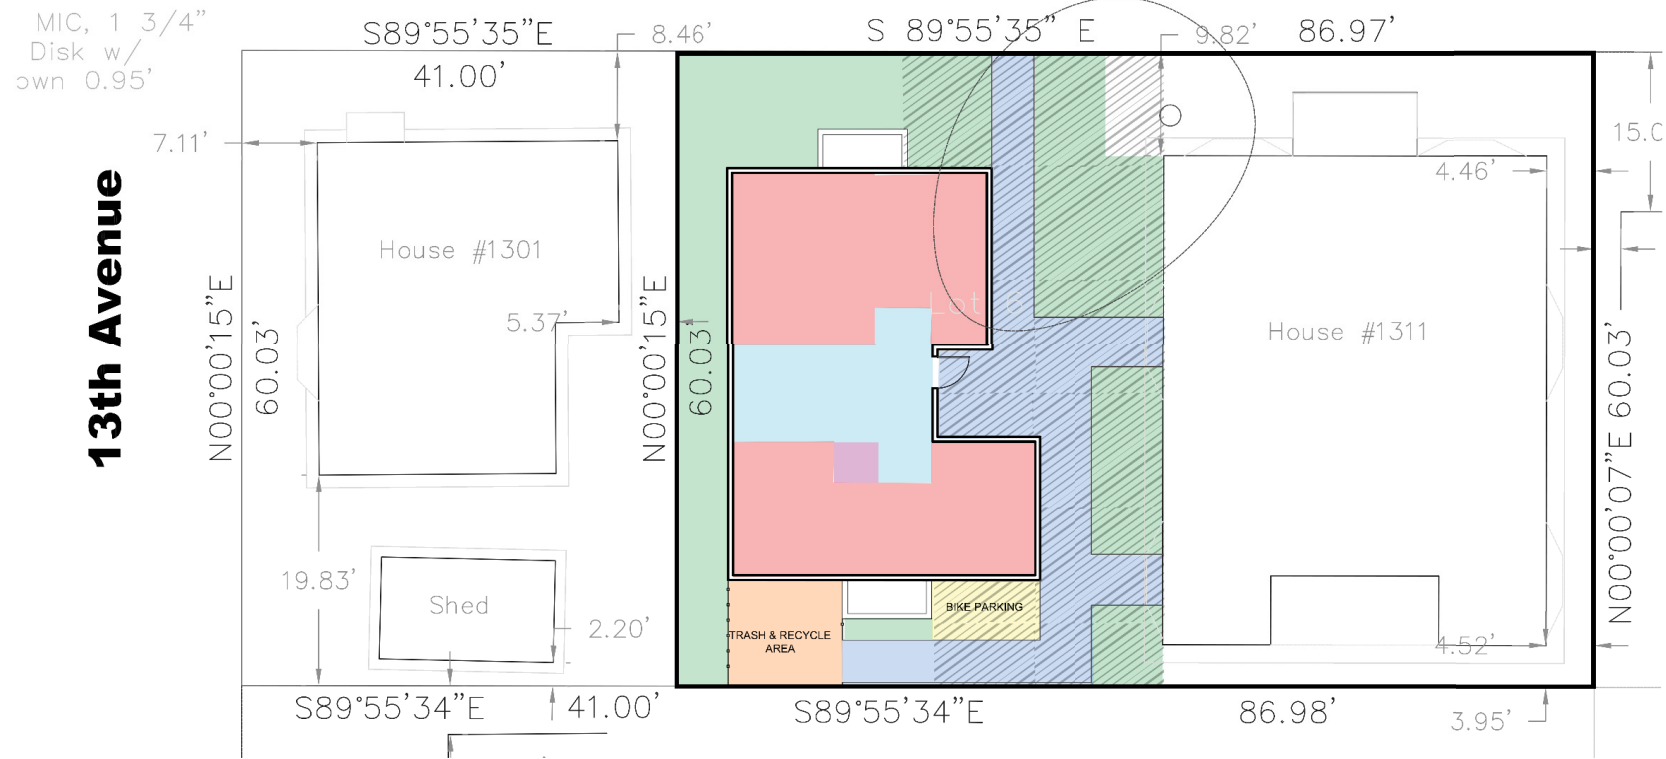 MIC, 1 3/4”
Disk w/
own 0.95’
S89°55’35”E
41.00’
8.46’
S 89°55’35” E
9.82’
86.97’
7.11’
15.0
4.46’
13th Avenue
House #1301
Lot 6
5.37’
House #1311
N00°00’15”E
60.03’
N00°00’15”E
60.03’
N00°00’07”E 60.03’
19.83’
Shed
2.20’
BIKE PARKING
TRASH & RECYCLE
AREA
4.52’
S89°55’34”E
41.00’
S89°55’34”E
86.98’
3.95’